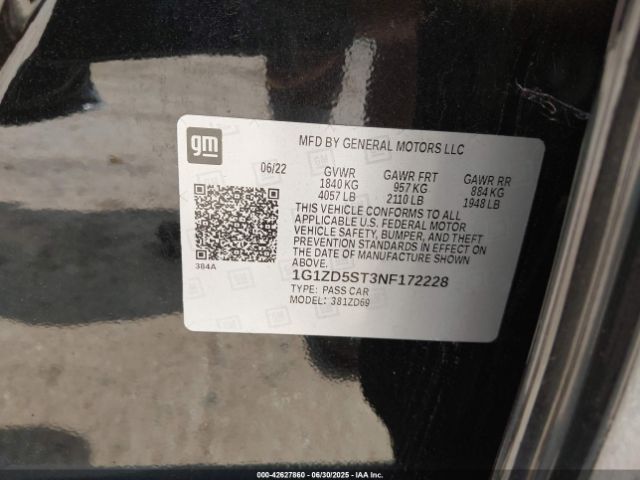 gm
MFD BY GENERAL MOTORS LLC
06/22 GVWR GAWR FRT GAWR RR
1840 KG 957 KG 884 KG
4057 LB 2110 LB 1948 LB
THIS VEHICLE CONFORMS TO ALL
APPLICABLE U.S. FEDERAL MOTOR
VEHICLE SAFETY, BUMPER, AND THEFT
PREVENTION STANDARDS IN EFFECT ON
THE DATE OF MANUFACTURE SHOWN
ABOVE.
384A
1G1ZD5ST3NF172228
TYPE: PASS CAR
MODEL: 381ZD69
000-42627860 - 06/30/2025 - IAA, Inc.